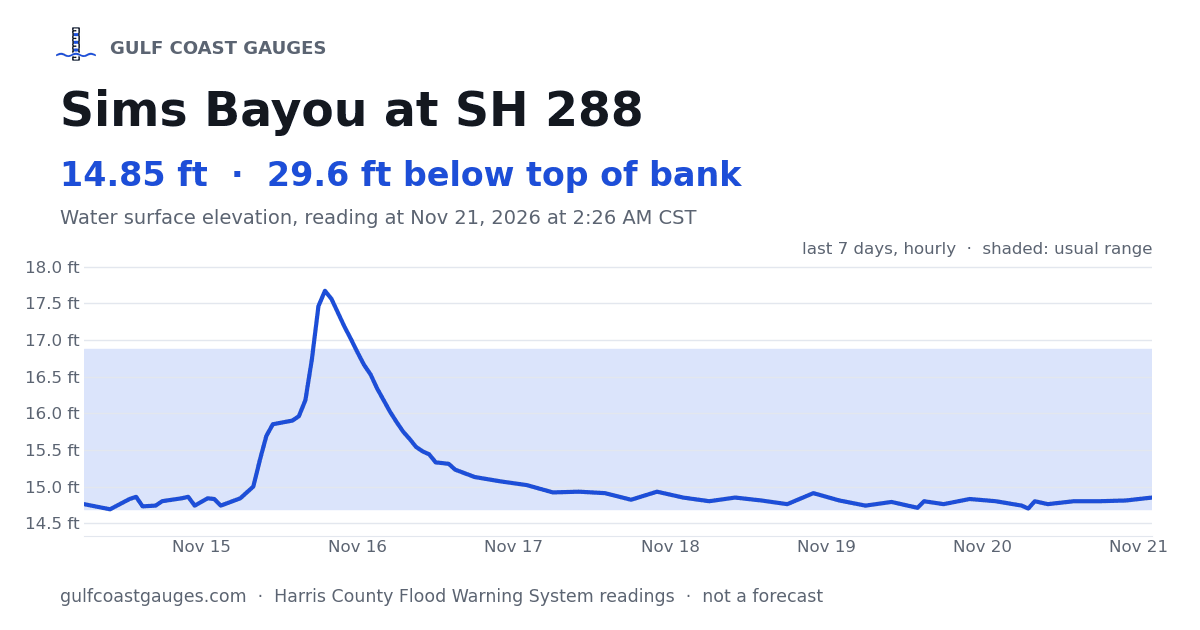 GULF COAST GAUGES
Sims Bayou at SH 288
14.85 ft · 29.6 ft below top of bank
Water surface elevation, reading at Nov 21, 2026 at 2:26 AM CST
last 7 days, hourly · shaded: usual range
18.0 ft
17.5 ft
17.0 ft
16.5 ft
16.0 ft
15.5 ft
15.0 ft
14.5 ft
Nov 15 Nov 16 Nov 17 Nov 18 Nov 19 Nov 20 Nov 21
gulfcoastgauges.com · Harris County Flood Warning System readings · not a forecast